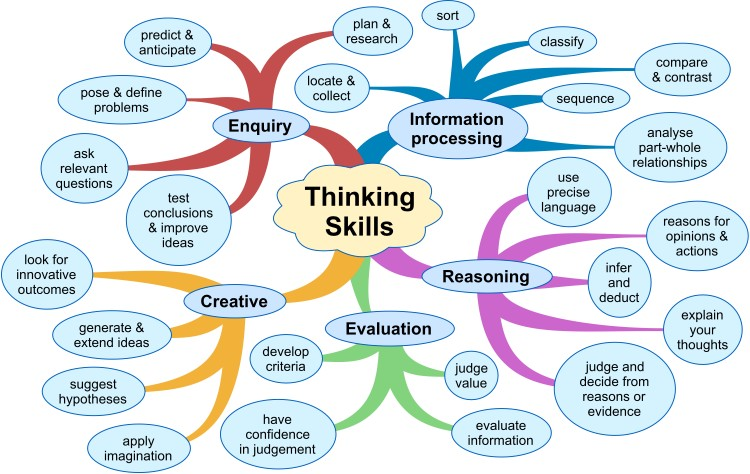 Thinking
Skills
Enquiry
predict &
anticipate
plan &
research
pose & define
problems
ask
relevant
questions
test
conclusions
& improve
ideas
Information
processing
sort
classify
locate &
collect
compare
& contrast
sequence
analyse
part-whole
relationships
Reasoning
use
precise
language
reasons for
opinions &
actions
infer
and
deduct
explain
your
thoughts
judge and
decide from
reasons or
evidence
Evaluation
develop
criteria
judge
value
have
confidence
in judgement
evaluate
information
Creative
look for
innovative
outcomes
generate &
extend ideas
suggest
hypotheses
apply
imagination